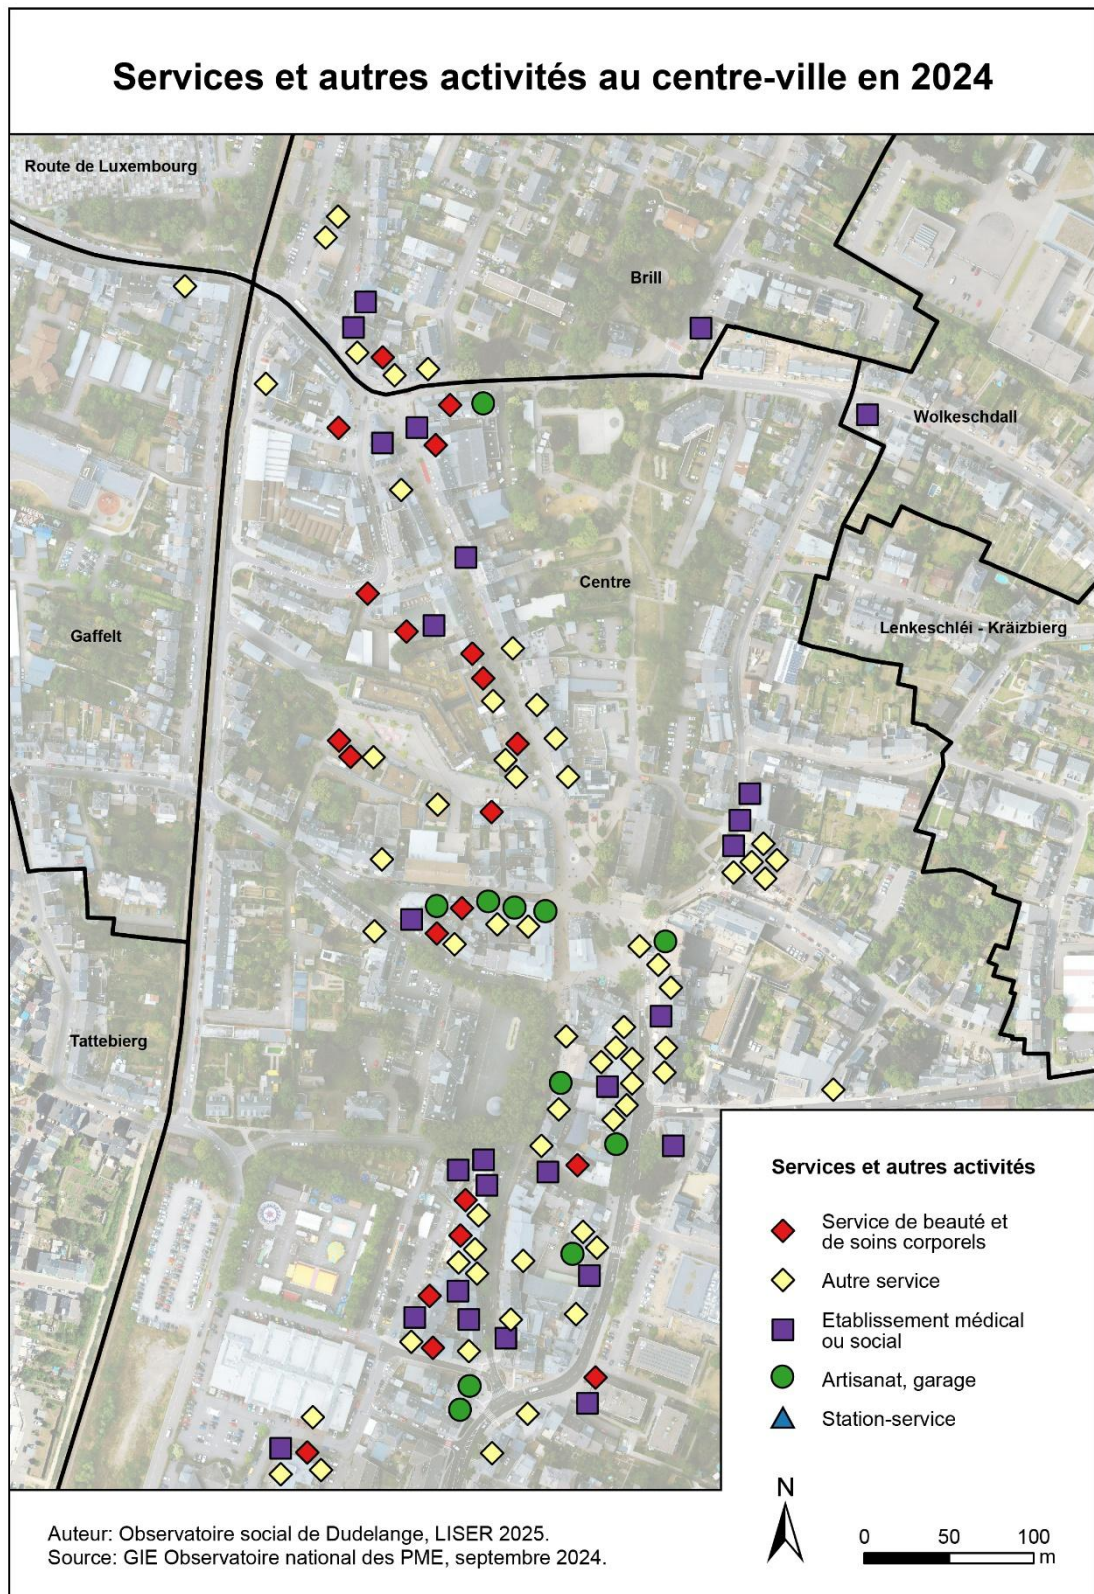 Services et autres activités au centre-ville en 2024
Route de Luxembourg
Brill
Wolkeschdall
Centre
Gaffelt
Lenkeschléi - Kräizbierg
Tattebierg
Services et autres activités
Service de beauté et
de soins corporels
Autre service
Etablissement médical
ou social
Artisanat, garage
Station-service
N
0 50 100
m
Auteur: Observatoire social de Dudelange, LISER 2025.
Source: GIE Observatoire national des PME, septembre 2024.